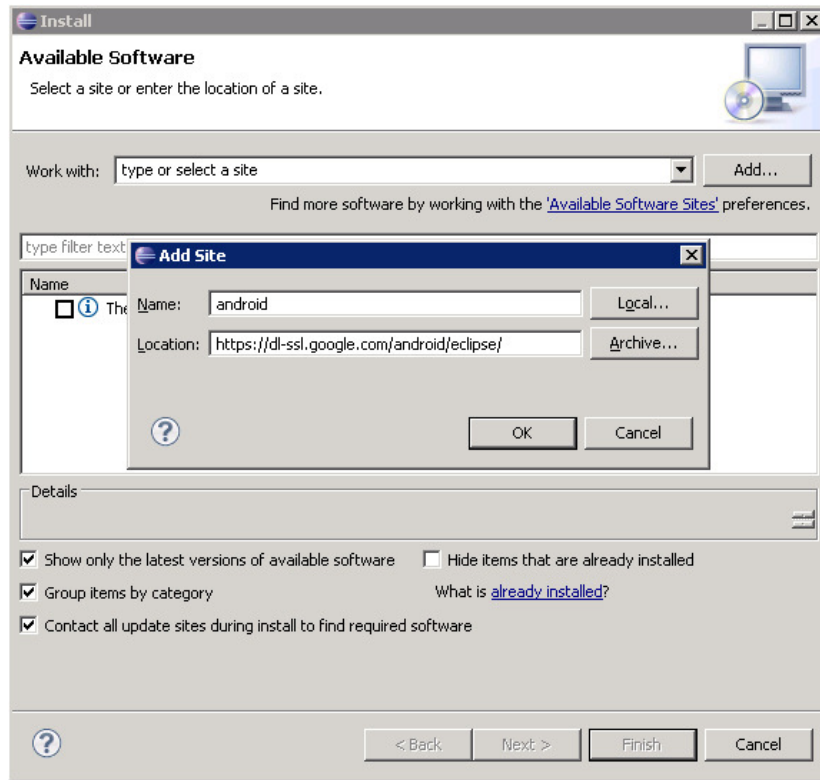 Install
Available Software
Select a site or enter the location of a site.
Work with: type or select a site Add...
Find more software by working with the 'Available Software Sites' preferences.
type filter text
Add Site
Name
The
Name: android Local...
Location: https://dl-ssl.google.com/android/eclipse/ Archive...
OK Cancel
Details
Show only the latest versions of available software Hide items that are already installed
Group items by category What is already installed?
Contact all update sites during install to find required software
< Back Next > Finish Cancel